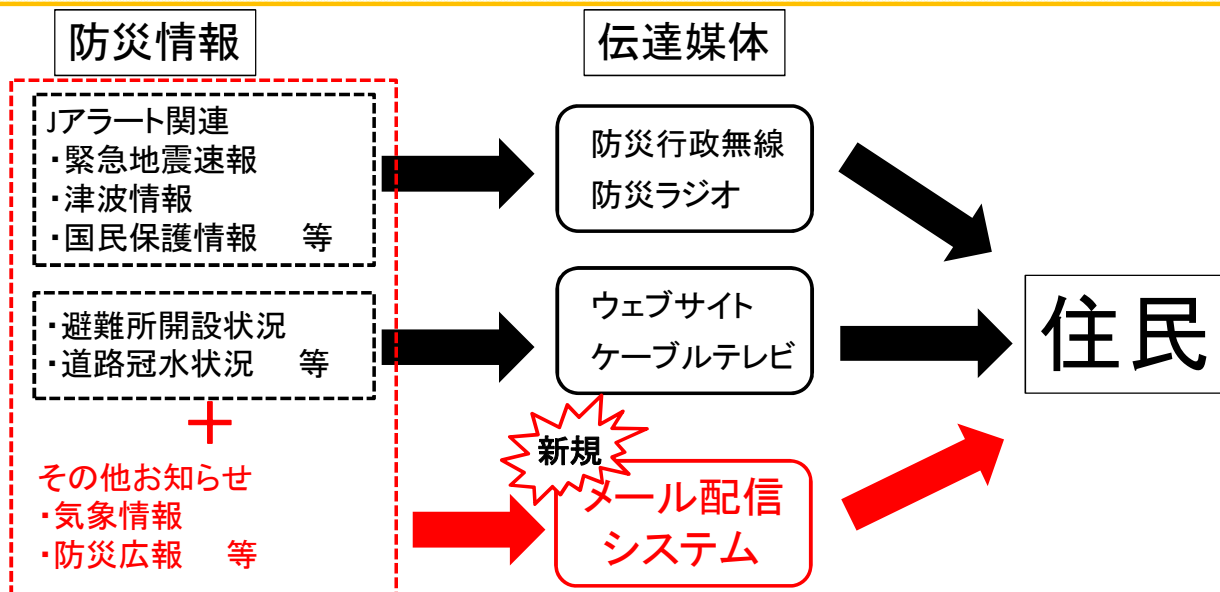 防災情報
伝達媒体
Jアラート関連
・緊急地震速報
・津波情報
・国民保護情報　等
防災行政無線
防災ラジオ
・避難所開設状況
・道路冠水状況　等
ウェブサイト
ケーブルテレビ
住民
＋
その他お知らせ
・気象情報
・防災広報　等
新規
メール配信
システム